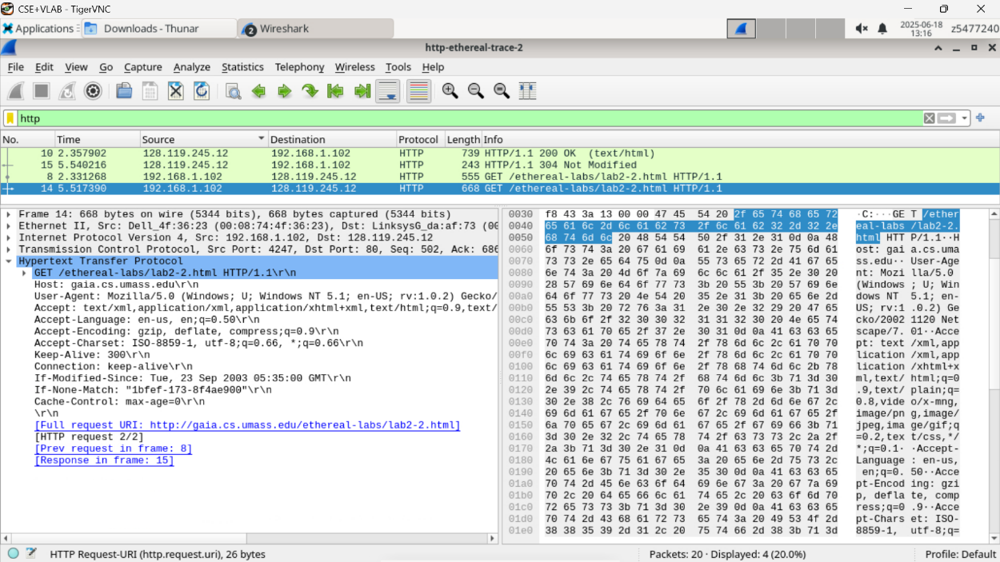 CSE+VLAB - TigerVNC
Applications
Downloads - Thunar
2 Wireshark
2025-06-18
13:16
z5477240
http-ethereal-trace-2
File Edit View Go Capture Analyze Statistics Telephony Wireless Tools Help
http
No. Time Source Destination Protocol Length Info
10 2.357902 128.119.245.12 192.168.1.102 HTTP 739 HTTP/1.1 200 OK (text/html)
15 5.540216 128.119.245.12 192.168.1.102 HTTP 243 HTTP/1.1 304 Not Modified
8 2.331268 192.168.1.102 128.119.245.12 HTTP 555 GET /ethereal-labs/lab2-2.html HTTP/1.1
14 5.517390 192.168.1.102 128.119.245.12 HTTP 668 GET /ethereal-labs/lab2-2.html HTTP/1.1
Frame 14: 668 bytes on wire (5344 bits), 668 bytes captured (5344 bits)
Ethernet II, Src: Dell_4f:36:23 (00:08:74:4f:36:23), Dst: LinksysG_da:af:73 (00
Internet Protocol Version 4, Src: 192.168.1.102, Dst: 128.119.245.12
Transmission Control Protocol, Src Port: 4247, Dst Port: 80, Seq: 502, Ack: 686
Hypertext Transfer Protocol
GET /ethereal-labs/lab2-2.html HTTP/1.1\r\n
Host: gaia.cs.umass.edu\r\n
User-Agent: Mozilla/5.0 (Windows; U; Windows NT 5.1; en-US; rv:1.0.2) Gecko/
Accept: text/xml,application/xml,application/xhtml+xml,text/html;q=0.9,text/
Accept-Language: en-us, en;q=0.50\r\n
Accept-Encoding: gzip, deflate, compress;q=0.9\r\n
Accept-Charset: ISO-8859-1, utf-8;q=0.66, *;q=0.66\r\n
Keep-Alive: 300\r\n
Connection: keep-alive\r\n
If-Modified-Since: Tue, 23 Sep 2003 05:35:00 GMT\r\n
If-None-Match: "1bfef-173-8f4ae900"\r\n
Cache-Control: max-age=0\r\n
\r\n
[Full request URI: http://gaia.cs.umass.edu/ethereal-labs/lab2-2.html]
[HTTP request 2/2]
[Prev request in frame: 8]
[Response in frame: 15]
0030 f8 43 3a 13 00 00 47 45 54 20 2f 65 74 68 65 72 ·C:···GE T /ether
0040 65 61 6c 2d 6c 61 62 73 2f 6c 61 62 32 2d 32 2e eal-labs /lab2-2.
0050 68 74 6d 6c 20 48 54 54 50 2f 31 2e 31 0d 0a 48 html HTT P/1.1··H
0060 6f 73 74 3a 20 67 61 69 61 2e 63 73 2e 75 6d 61 ost: gai a.cs.uma
0070 73 73 2e 65 64 75 0d 0a 55 73 65 72 2d 41 67 65 ss.edu·· User-Age
0080 6e 74 3a 20 4d 6f 7a 69 6c 6c 61 2f 35 2e 30 20 nt: Mozi lla/5.0
0090 28 57 69 6e 64 6f 77 73 3b 20 55 3b 20 57 69 6e (Windows ; U; Win
00a0 64 6f 77 73 20 4e 54 20 35 2e 31 3b 20 65 6e 2d dows NT 5.1; en-
00b0 55 53 3b 20 72 76 3a 31 2e 30 2e 32 29 20 47 65 US; rv:1 .0.2) Ge
00c0 63 6b 6f 2f 32 30 30 32 31 31 32 30 20 4e 65 74 cko/2002 1120 Net
00d0 73 63 61 70 65 2f 37 2e 30 31 0d 0a 41 63 63 65 scape/7. 01··Acce
00e0 70 74 3a 20 74 65 78 74 2f 78 6d 6c 2c 61 70 70 pt: text /xml,app
00f0 6c 69 63 61 74 69 6f 6e 2f 78 6d 6c 2c 61 70 70 lication /xml,app
0100 6c 69 63 61 74 69 6f 6e 2f 78 68 74 6d 6c 2b 78 lication /xhtml+x
0110 6d 6c 2c 74 65 78 74 2f 68 74 6d 6c 3b 71 3d 30 ml,text/ html;q=0
0120 2e 39 2c 74 65 78 74 2f 70 6c 61 69 6e 3b 71 3d .9,text/ plain;q=
0130 30 2e 38 2c 76 69 64 65 6f 2f 78 2d 6d 6e 67 2c 0.8,vide o/x-mng,
0140 69 6d 61 67 65 2f 70 6e 67 2c 69 6d 61 67 65 2f image/pn g,image/
0150 6a 70 65 67 2c 69 6d 61 67 65 2f 67 69 66 3b 71 jpeg,ima ge/gif;q
0160 3d 30 2e 32 2c 74 65 78 74 2f 63 73 73 2c 2a 2f =0.2,tex t/css,*/
0170 2a 3b 71 3d 30 2e 31 0d 0a 41 63 63 65 70 74 2d *;q=0.1· ·Accept-
0180 4c 61 6e 67 75 61 67 65 3a 20 65 6e 2d 75 73 2c Language : en-us,
0190 20 65 6e 3b 71 3d 30 2e 35 30 0d 0a 41 63 63 65 en;q=0. 50··Acce
01a0 70 74 2d 45 6e 63 6f 64 69 6e 67 3a 20 67 7a 69 pt-Encod ing: gzi
01b0 70 2c 20 64 65 66 6c 61 74 65 2c 20 63 6f 6d 70 p, defla te, comp
01c0 72 65 73 73 3b 71 3d 30 2e 39 0d 0a 41 63 63 65 ress;q=0 .9··Acce
01d0 70 74 2d 43 68 61 72 73 65 74 3a 20 49 53 4f 2d pt-Chars et: ISO-
01e0 38 38 35 39 2d 31 2c 20 75 74 66 2d 38 3b 71 3d 8859-1, utf-8;q=
HTTP Request-URI (http.request.uri), 26 bytes
Packets: 20 · Displayed: 4 (20.0%)
Profile: Default